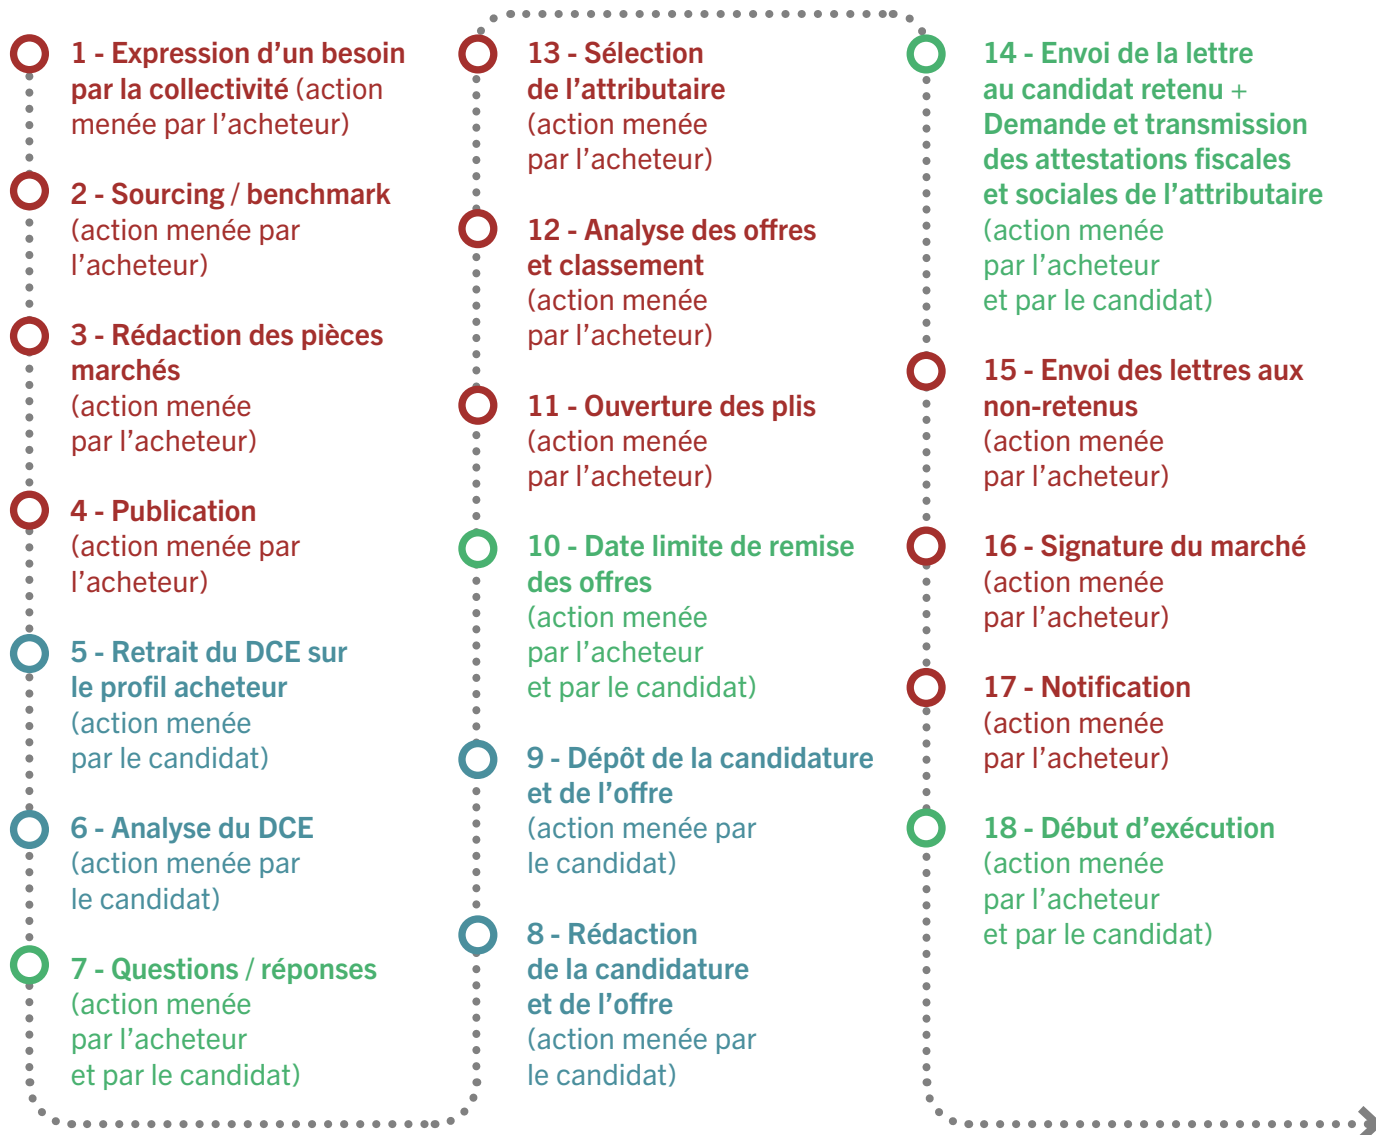 1 - Expression d’un besoin
par la collectivité (action
menée par l’acheteur)
2 - Sourcing / benchmark
(action menée par
l’acheteur)
3 - Rédaction des pièces
marchés
(action menée
par l’acheteur)
4 - Publication
(action menée par
l’acheteur)
5 - Retrait du DCE sur
le profil acheteur
(action menée
par le candidat)
6 - Analyse du DCE
(action menée par
le candidat)
7 - Questions / réponses
(action menée
par l’acheteur
et par le candidat)
8 - Rédaction
de la candidature
et de l’offre
(action menée par
le candidat)
9 - Dépôt de la candidature
et de l’offre
(action menée par
le candidat)
10 - Date limite de remise
des offres
(action menée
par l’acheteur
et par le candidat)
11 - Ouverture des plis
(action menée
par l’acheteur)
12 - Analyse des offres
et classement
(action menée
par l’acheteur)
13 - Sélection
de l’attributaire
(action menée
par l’acheteur)
14 - Envoi de la lettre
au candidat retenu +
Demande et transmission
des attestations fiscales
et sociales de l’attributaire
(action menée
par l’acheteur
et par le candidat)
15 - Envoi des lettres aux
non-retenus
(action menée
par l’acheteur)
16 - Signature du marché
(action menée
par l’acheteur)
17 - Notification
(action menée
par l’acheteur)
18 - Début d’exécution
(action menée
par l’acheteur
et par le candidat)